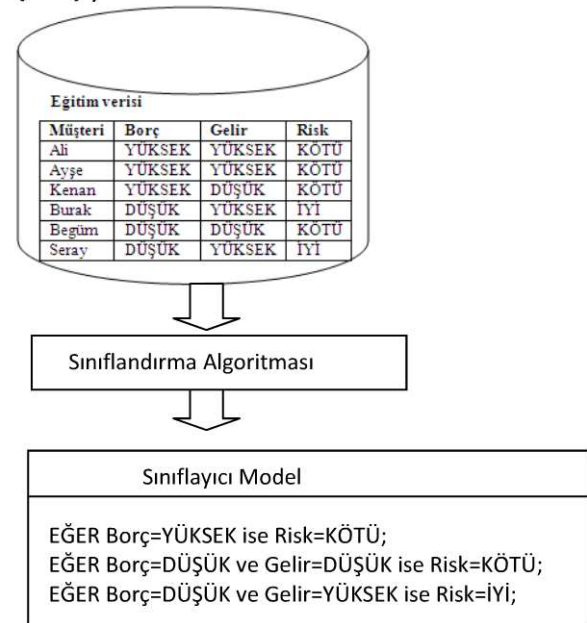 Eğitim verisi
Müşteri Borç Gelir Risk
Ali YÜKSEK YÜKSEK KÖTÜ
Ayşe YÜKSEK YÜKSEK KÖTÜ
Kenan YÜKSEK DÜŞÜK KÖTÜ
Burak DÜŞÜK YÜKSEK İYİ
Begüm DÜŞÜK DÜŞÜK KÖTÜ
Seray DÜŞÜK YÜKSEK İYİ
Sınıflandırma Algoritması
Sınıflayıcı Model
EĞER Borç=YÜKSEK ise Risk=KÖTÜ;
EĞER Borç=DÜŞÜK ve Gelir=DÜŞÜK ise Risk=KÖTÜ;
EĞER Borç=DÜŞÜK ve Gelir=YÜKSEK ise Risk=İYİ;